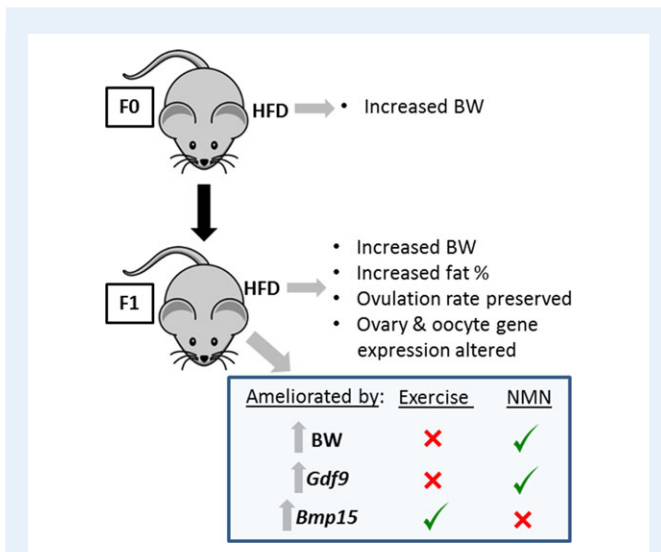 F0
HFD
• Increased BW
F1
HFD
• Increased BW
• Increased fat %
• Ovulation rate preserved
• Ovary & oocyte gene
expression altered
Ameliorated by: Exercise NMN
BW
Gdf9
Bmp15